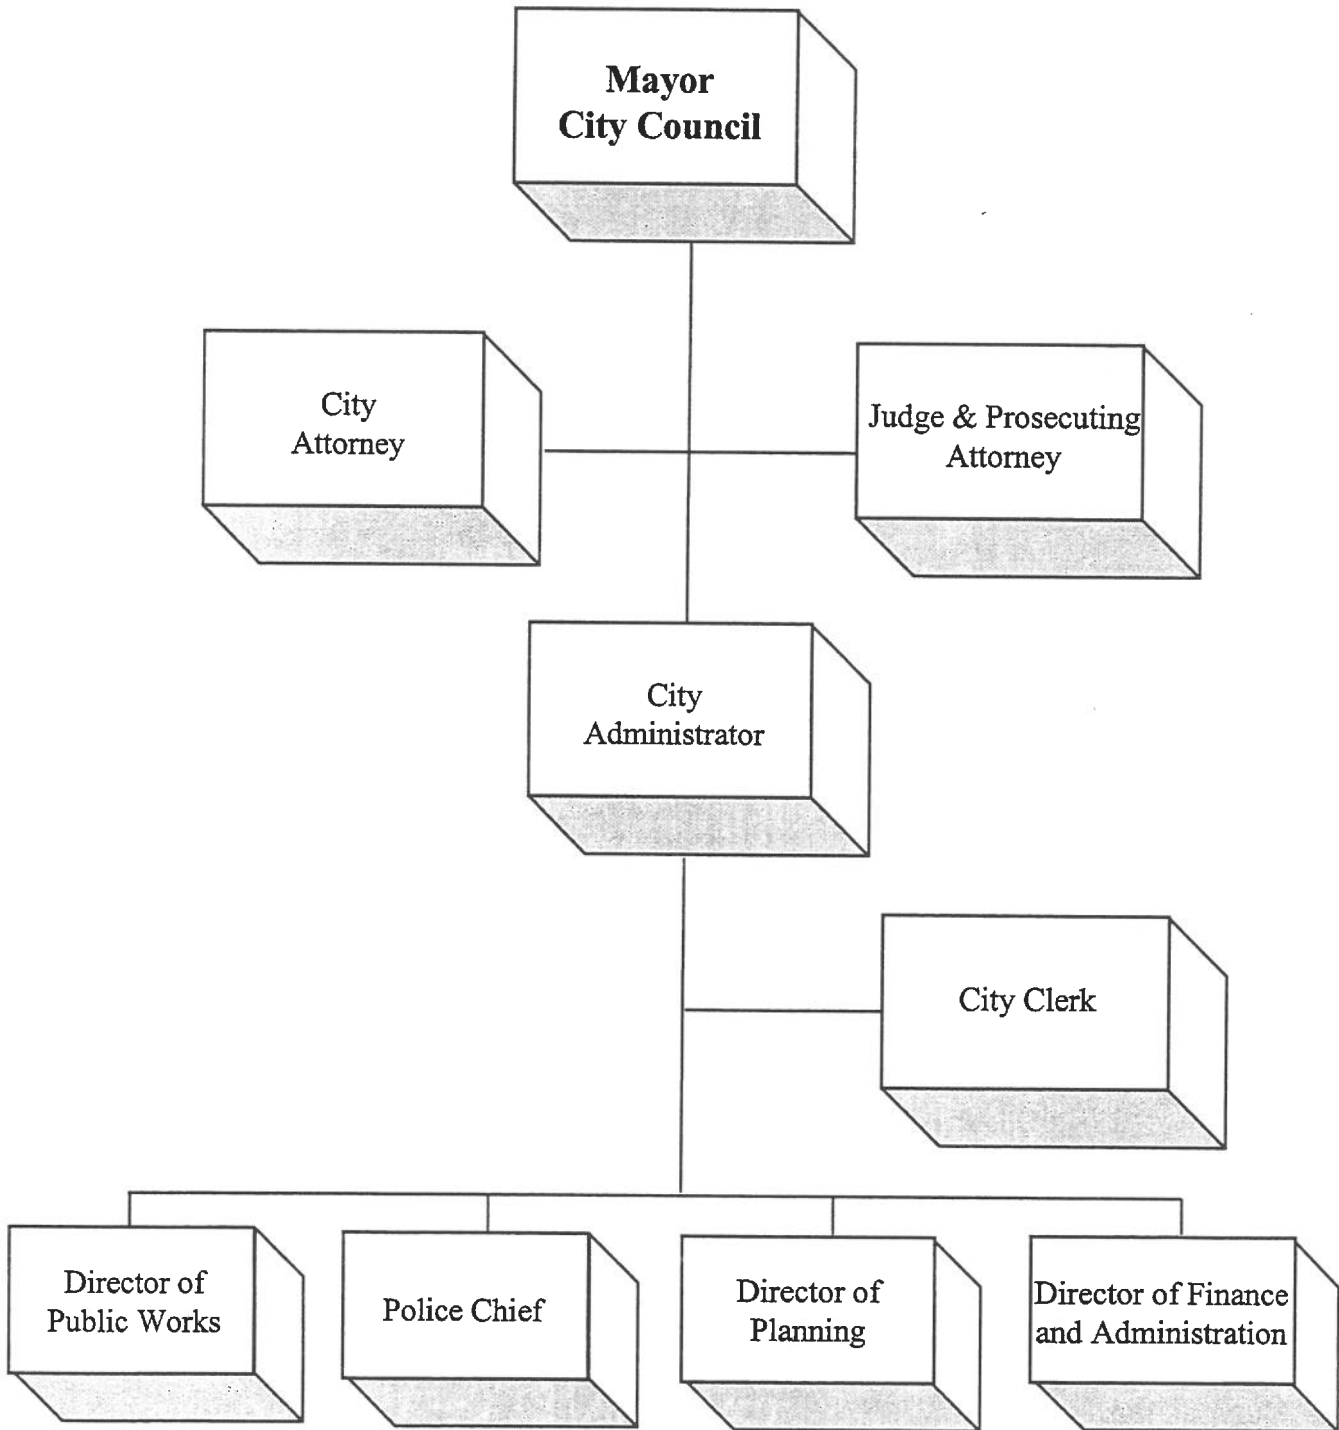 Mayor
City Council
City
Attorney
Judge & Prosecuting
Attorney
City
Administrator
City Clerk
Director of
Public Works
Police Chief
Director of
Planning
Director of Finance
and Administration